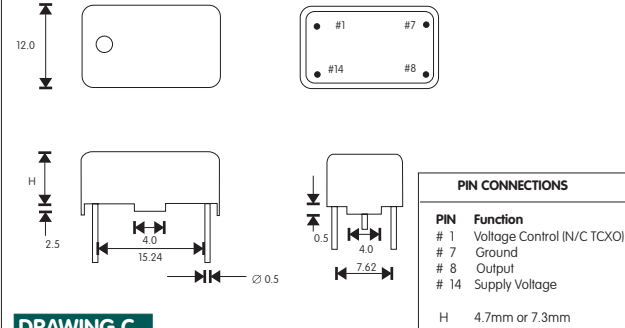 12.0
#1
#7
#14
#8
H
2.5
4.0
15.24
Ø 0.5
0.5
4.0
7.62
PIN CONNECTIONS
PIN Function
# 1 Voltage Control (N/C TCXO)
# 7 Ground
# 8 Output
# 14 Supply Voltage
H 4.7mm or 7.3mm
DRAWING C